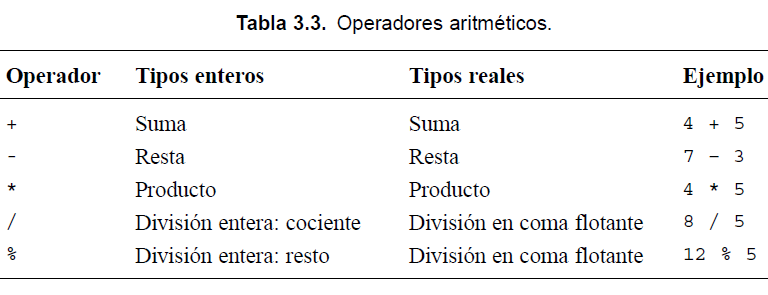 Tabla 3.3. Operadores aritméticos.
Operador Tipos enteros Tipos reales Ejemplo
+ Suma Suma 4 + 5
- Resta Resta 7 - 3
* Producto Producto 4 * 5
/ División entera: cociente División en coma flotante 8 / 5
% División entera: resto División en coma flotante 12 % 5